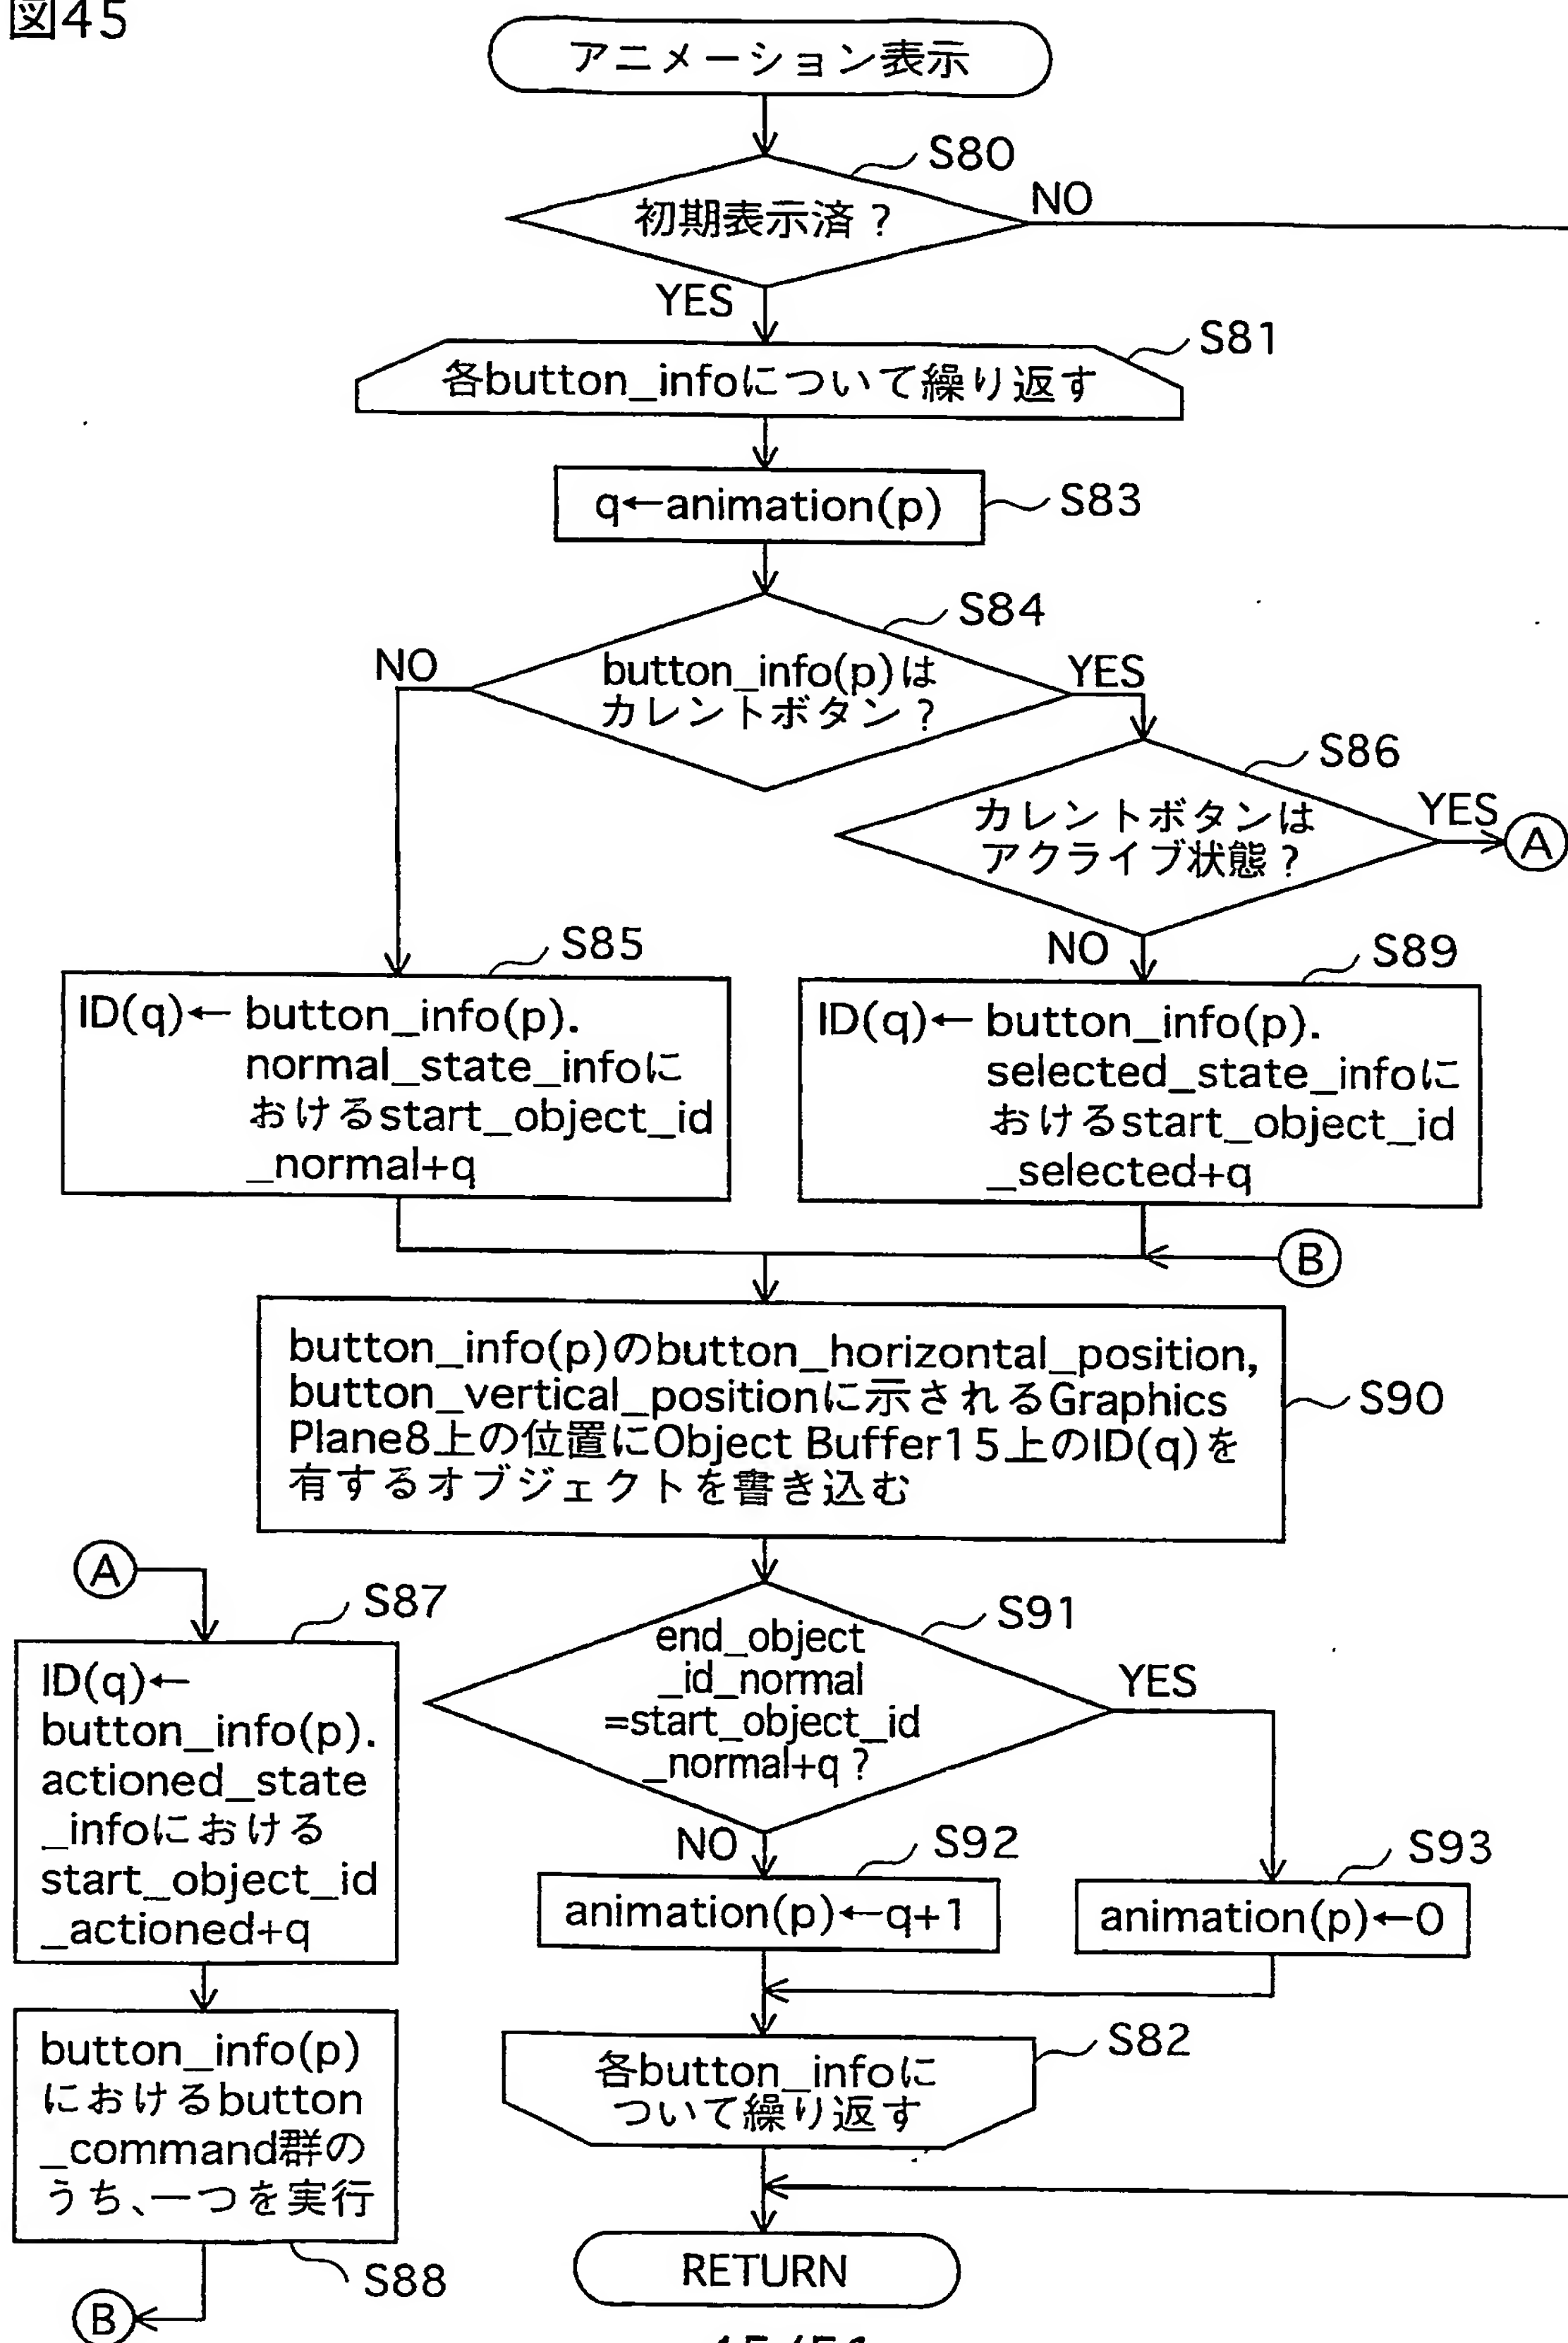 図45
アニメーション表示
S80
初期表示済？
NO
YES
S81
各button_infoについて繰り返す
q←animation(p)
S83
S84
NO
button_info(p)は
カレントボタン？
YES
S86
カレントボタンは
アクライブ状態？
YES
A
NO
S85
ID(q)← button_info(p).
normal_state_infoに
おけるstart_object_id
_normal+q
S89
ID(q)← button_info(p).
selected_state_infoに
おけるstart_object_id
_selected+q
B
button_info(p)のbutton_horizontal_position,
button_vertical_positionに示されるGraphics
Plane8上の位置にObject Buffer15上のID(q)を
有するオブジェクトを書き込む
S90
A
S87
ID(q)←
button_info(p).
actioned_state
_infoにおける
start_object_id
_actioned+q
button_info(p)
におけるbutton
_command群の
うち、一つを実行
S88
B
S91
end_object
_id_normal
=start_object_id
_normal+q？
YES
NO
S92
animation(p)←q+1
S93
animation(p)←0
S82
各button_infoに
ついて繰り返す
RETURN